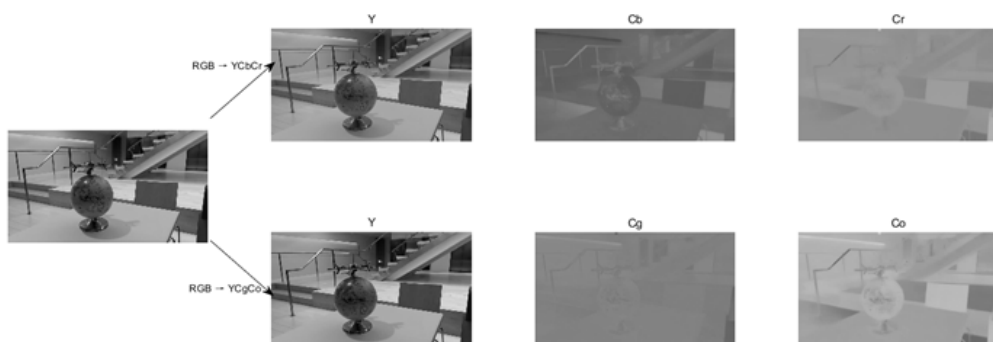 Y
Cb
Cr
RGB → YCbCr
Y
Cg
Co
RGB → YCgCo